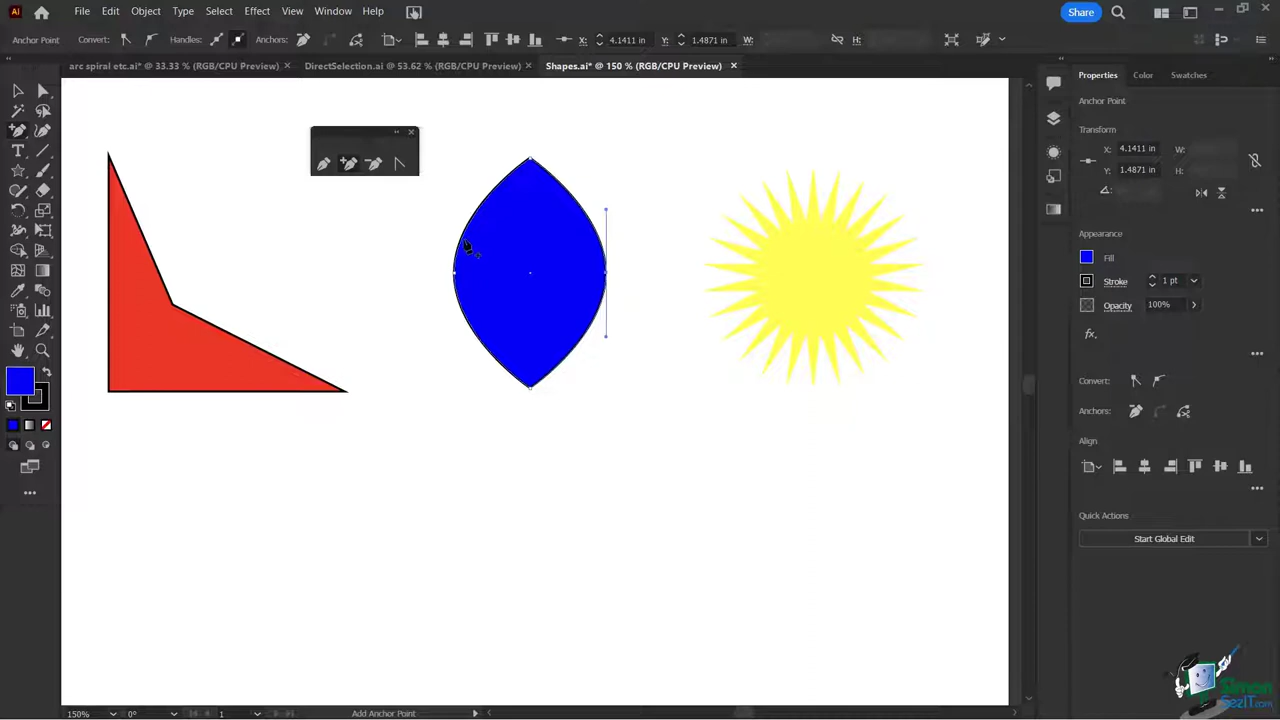 Ai File Edit Object Type Select Effect View Window Help Share
Anchor Point Convert: Handles: Anchors: X: 4.1411 in Y: 1.4871 in W: H:
arc spiral etc.ai* @ 33.33 % (RGB/CPU Preview) × DirectSelection.ai @ 53.62 % (RGB/CPU Preview) × Shapes.ai* @ 150 % (RGB/CPU Preview) ×
Properties Color Swatches
Anchor Point
Transform
X: 4.1411 in W:
Y: 1.4871 in H:
Appearance
Fill
Stroke 1 pt
Opacity 100%
fx.
Convert:
Anchors:
Align
Quick Actions
Start Global Edit
Simon
SezIT.com
150% 0° 1 Add Anchor Point